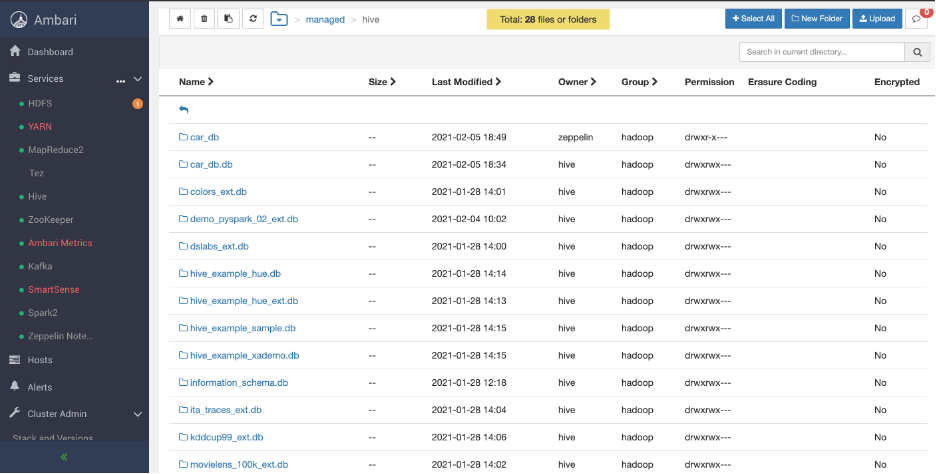 Ambari
Dashboard
Services ...
HDFS 1
YARN
MapReduce2
Tez
Hive
ZooKeeper
Ambari Metrics
Kafka
SmartSense
Spark2
Zeppelin Note...
Hosts
Alerts
Cluster Admin
Stack and Versions
«
> managed > hive
Total: 28 files or folders
+ Select All
New Folder
Upload
0
Search in current directory...
Name Size Last Modified Owner Group Permission Erasure Coding Encrypted
car_db -- 2021-02-05 18:49 zeppelin hadoop drwxr-x--- No
car_db.db -- 2021-02-05 18:34 hive hadoop drwxrwx--- No
colors_ext.db -- 2021-01-28 14:01 hive hadoop drwxrwx--- No
demo_pyspark_02_ext.db -- 2021-02-04 10:02 hive hadoop drwxrwx--- No
dslabs_ext.db -- 2021-01-28 14:00 hive hadoop drwxrwx--- No
hive_example_hue.db -- 2021-01-28 14:14 hive hadoop drwxrwx--- No
hive_example_hue_ext.db -- 2021-01-28 14:13 hive hadoop drwxrwx--- No
hive_example_sample.db -- 2021-01-28 14:15 hive hadoop drwxrwx--- No
hive_example_xademo.db -- 2021-01-28 14:15 hive hadoop drwxrwx--- No
information_schema.db -- 2021-01-28 12:18 hive hadoop drwxrwx--- No
ita_traces_ext.db -- 2021-01-28 14:04 hive hadoop drwxrwx--- No
kddcup99_ext.db -- 2021-01-28 14:06 hive hadoop drwxrwx--- No
movielens_100k_ext.db -- 2021-01-28 14:02 hive hadoop drwxrwx--- No